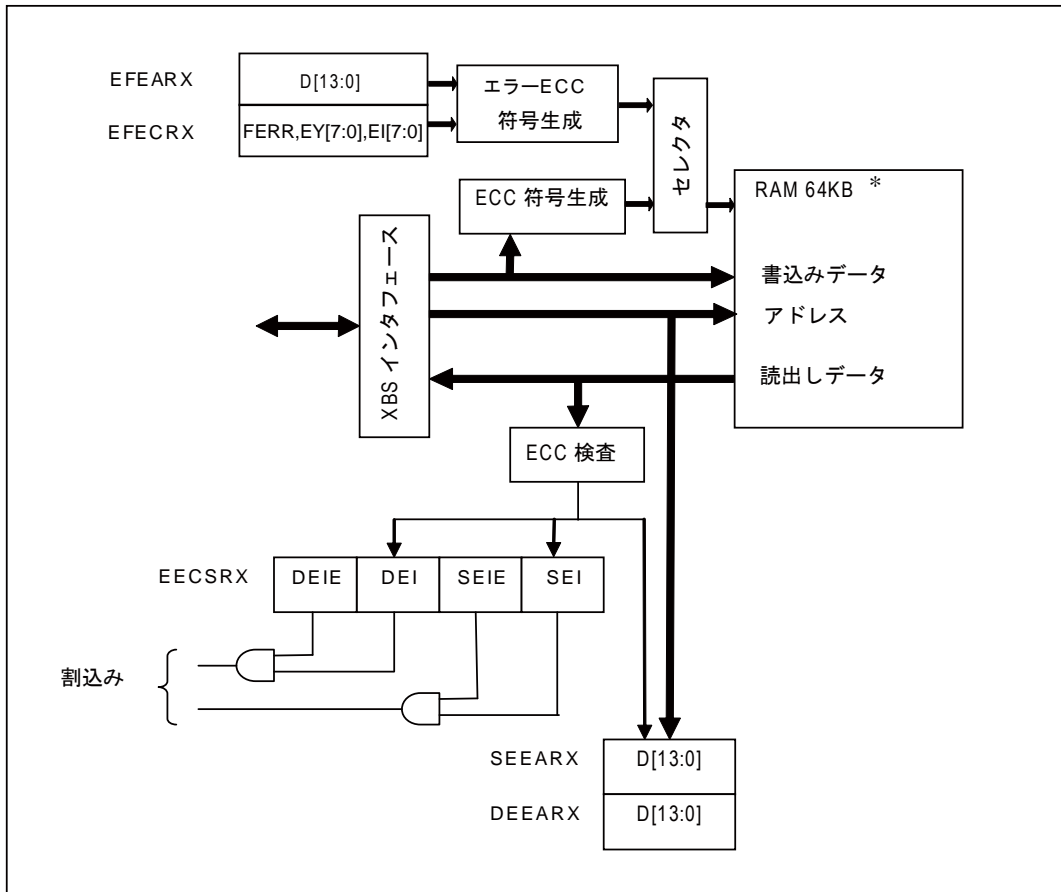 EFEARX
D[13:0]
EFECRX
FERR,EY[7:0],EI[7:0]
エラーECC
符号生成
セレクタ
ECC 符号生成
RAM 64KB *
XBS インタフェース
書込みデータ
アドレス
読出しデータ
ECC 検査
EECSRX
DEIE
DEI
SEIE
SEI
割込み
SEEARX
D[13:0]
DEEARX
D[13:0]